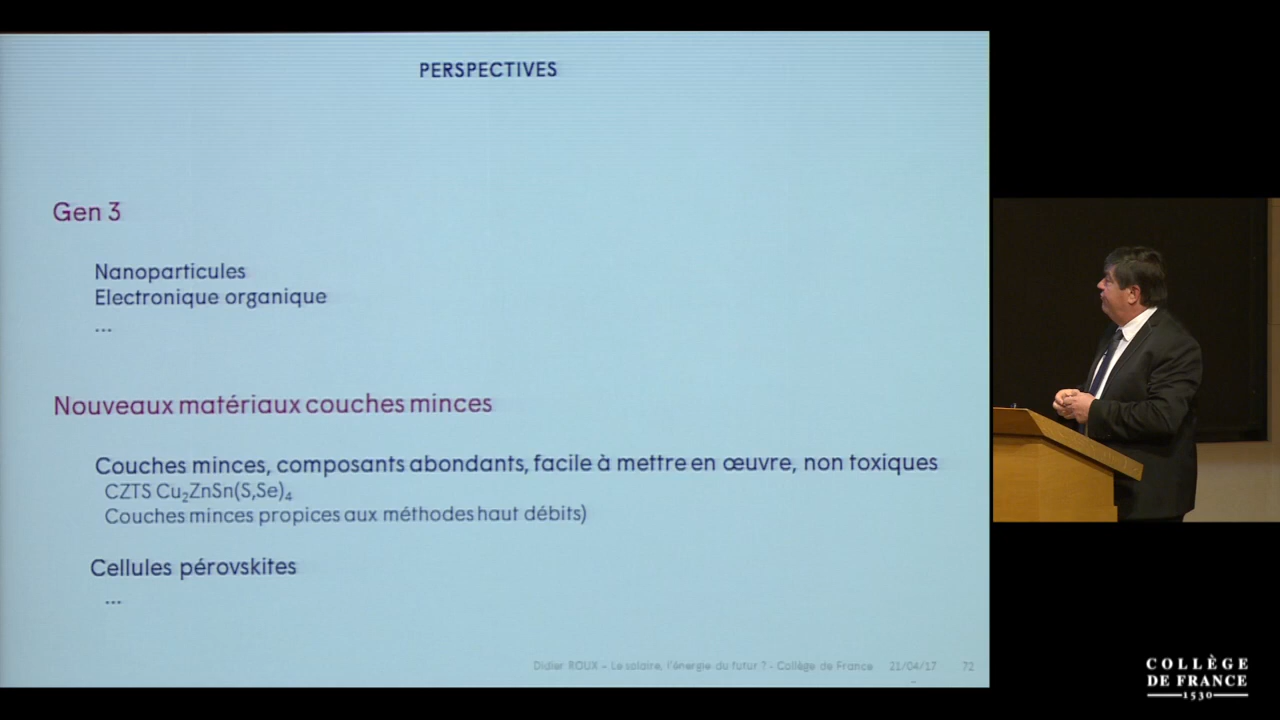 PERSPECTIVES
Gen 3
Nanoparticules
Electronique organique
...
Nouveaux matériaux couches minces
Couches minces, composants abondants, facile à mettre en œuvre, non toxiques
CZTS Cu₂ZnSn(S,Se)₄
Couches minces propices aux méthodes haut débits)
Cellules pérovskites
...
Didier ROUX - Le solaire, l'énergie du futur ? - Collège de France 21/04/17 72
COLLÈGE
DE FRANCE
1530